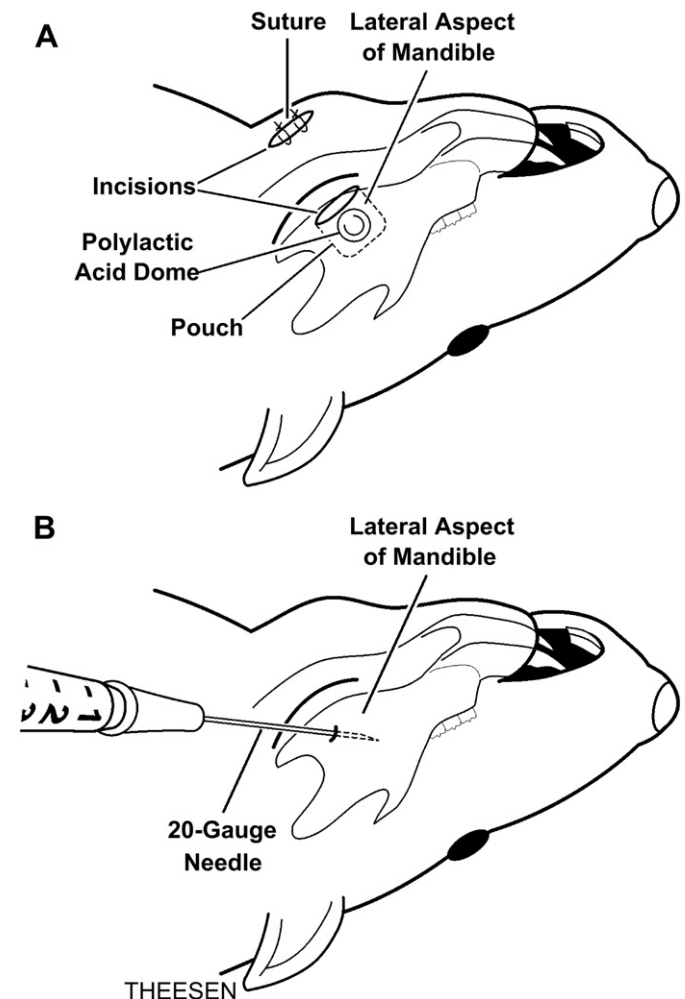 A
Suture
Lateral Aspect
of Mandible
Incisions
Polylactic
Acid Dome
Pouch
B
Lateral Aspect
of Mandible
20-Gauge
Needle
THEESEN